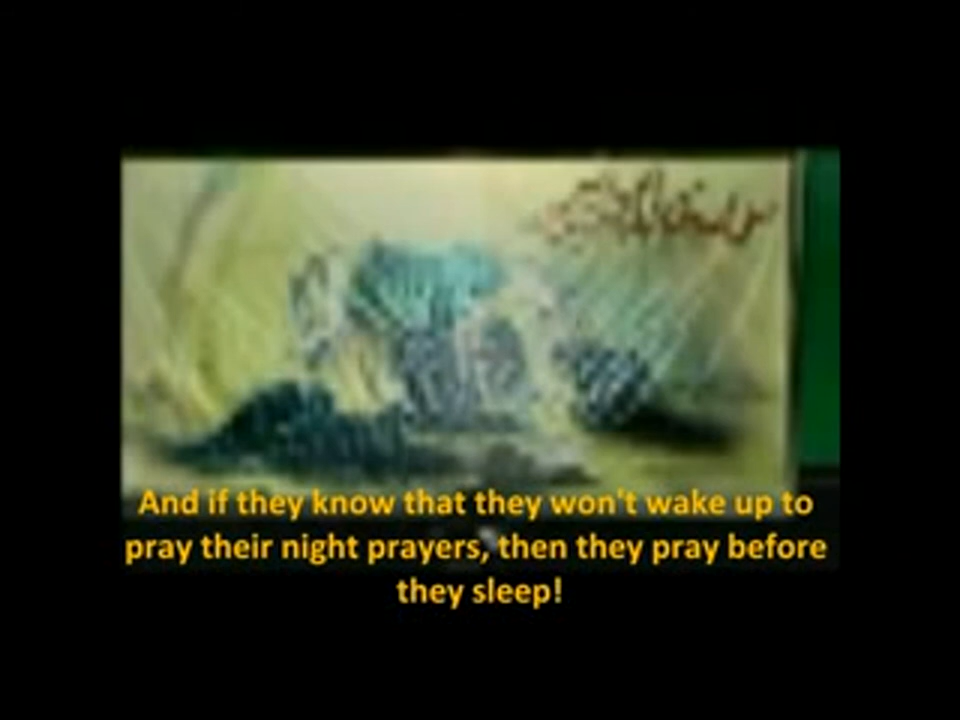 And if they know that they won't wake up to
pray their night prayers, then they pray before
they sleep!